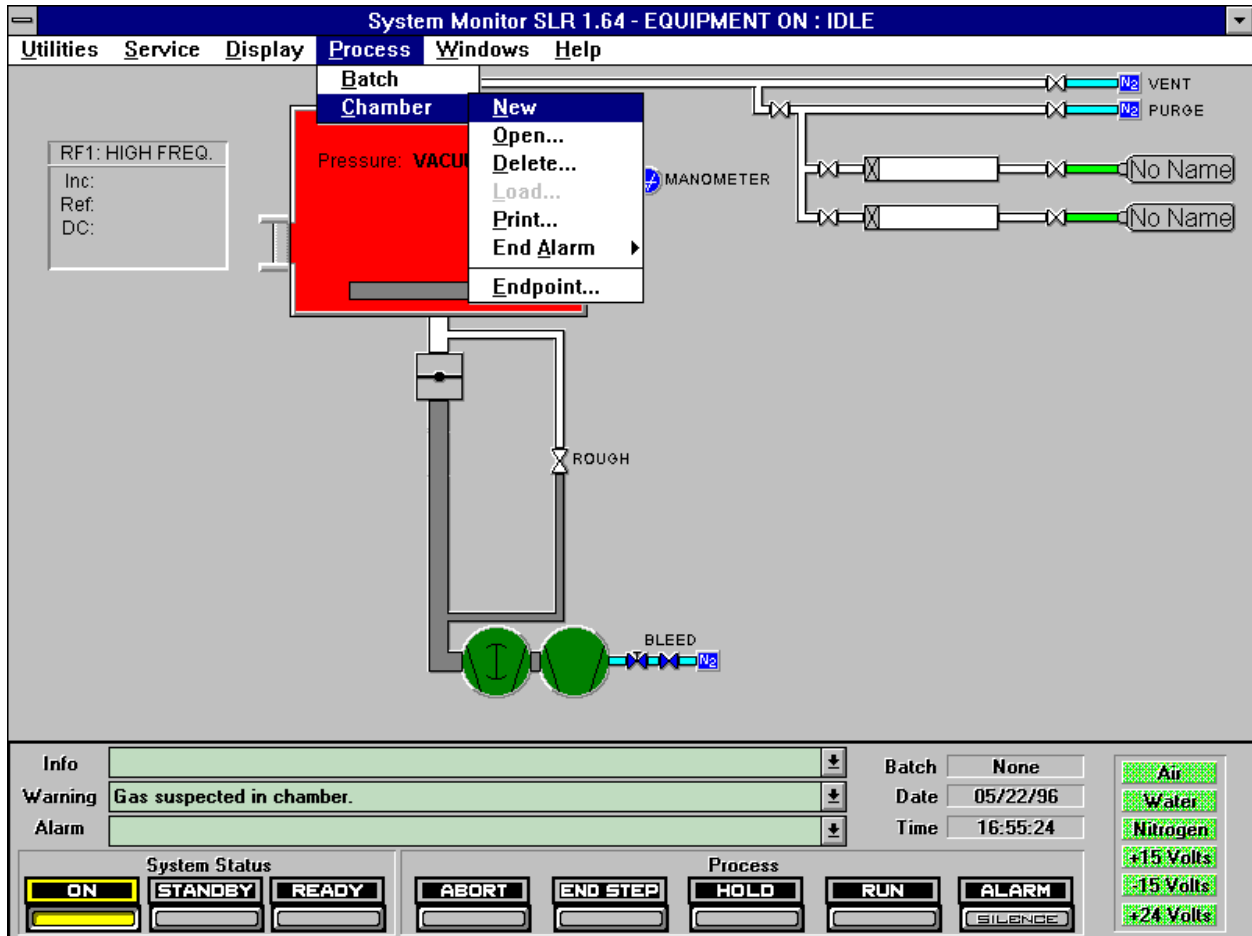 System Monitor SLR 1.64 - EQUIPMENT ON : IDLE
Utilities Service Display Process Windows Help
Batch
Chamber
New
Open...
Delete...
Load...
Print...
End Alarm
Endpoint...
RF1: HIGH FREQ.
Inc:
Ref:
DC:
Pressure:
MANOMETER
N2 VENT
N2 PURGE
No Name
No Name
ROUGH
BLEED
N2
Info
Warning Gas suspected in chamber.
Alarm
Batch None
Date 05/22/96
Time 16:55:24
Air
Water
Nitrogen
+15 Volts
-15 Volts
+24 Volts
System Status
ON STANDBY READY
Process
ABORT END STEP HOLD RUN ALARM
SILENCE